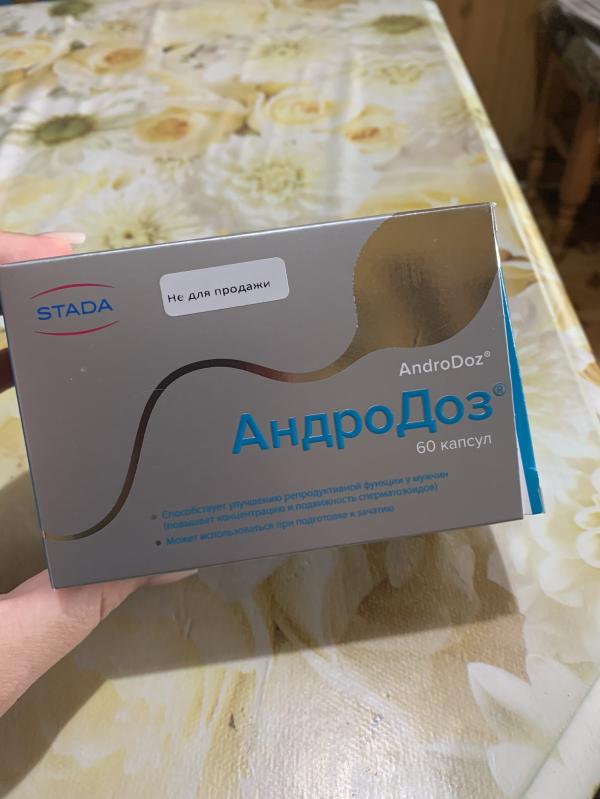 STADA
Не для продажи
AndroDoz®
АндроДоз®
60 капсул
• Способствует улучшению репродуктивной функции у мужчин
(повышает концентрацию и подвижность сперматозоидов)
• Может использоваться при подготовке к зачатию